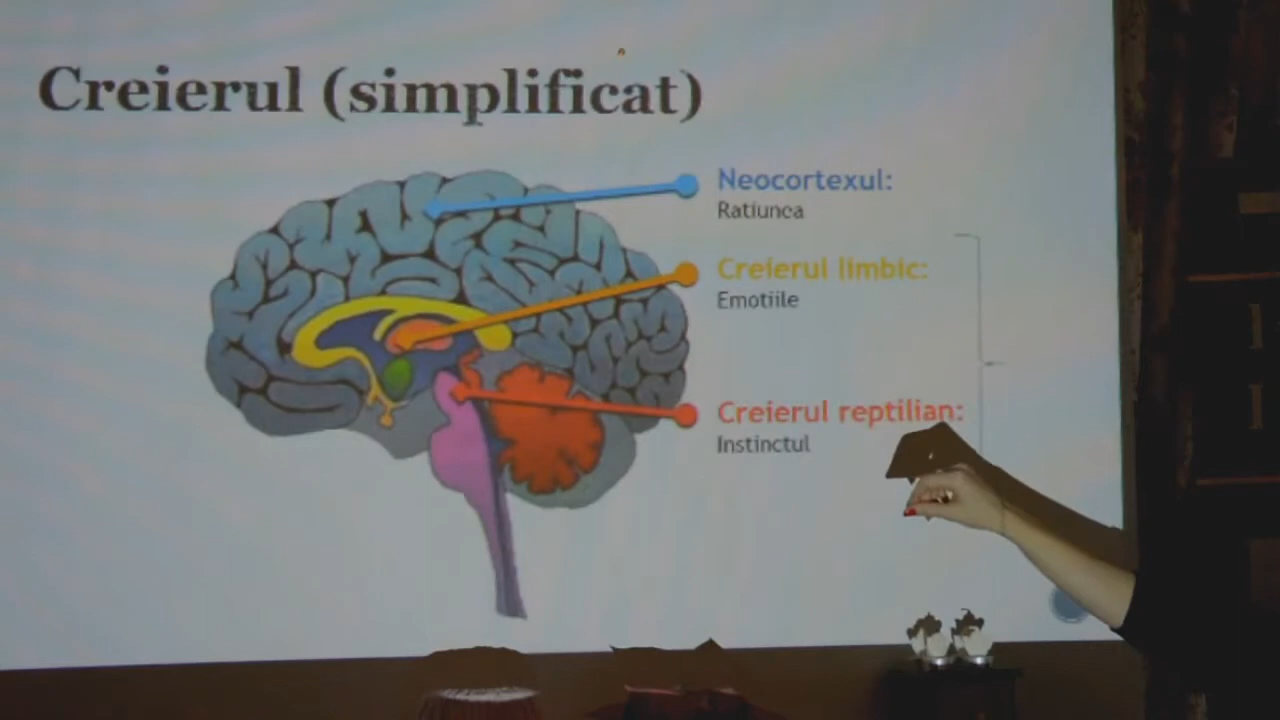 Creierul (simplificat)
Neocortexul:
Ratiunea
Creierul limbic:
Emotiile
Creierul reptilian:
Instinctul